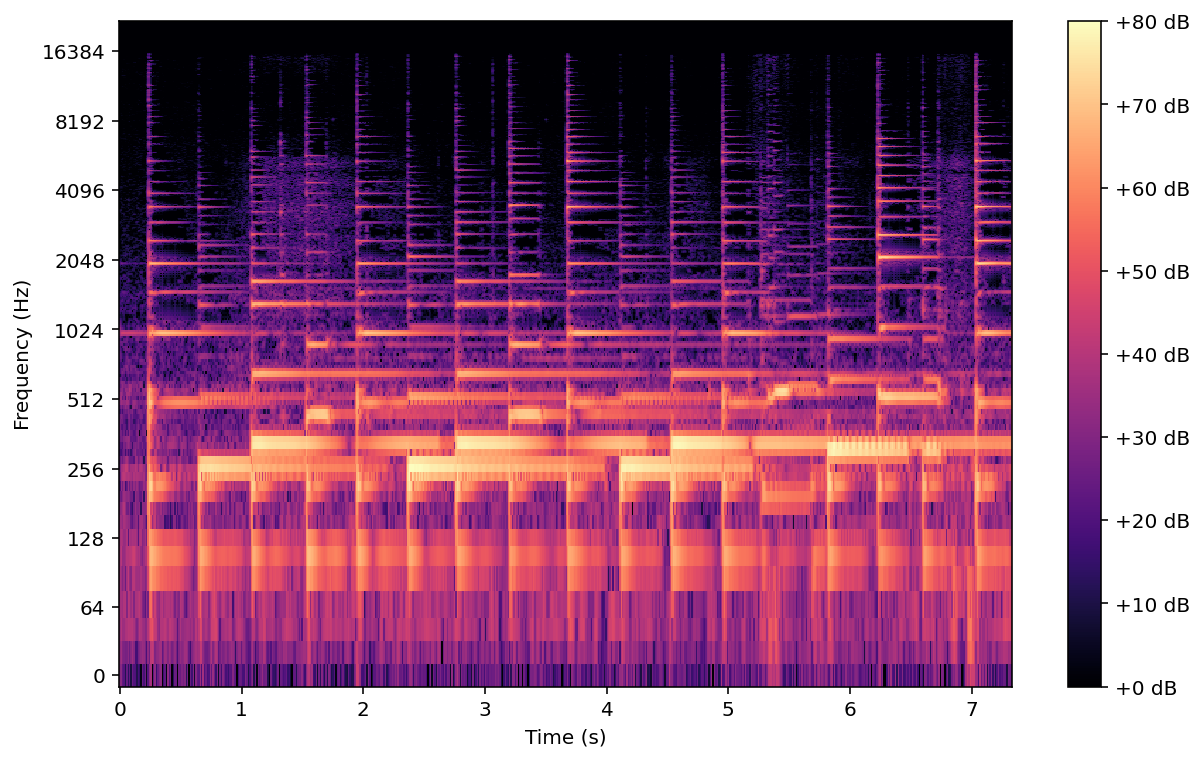 16384
8192
4096
2048
1024
512
256
128
64
0
Frequency (Hz)
0 1 2 3 4 5 6 7
Time (s)
+80 dB
+70 dB
+60 dB
+50 dB
+40 dB
+30 dB
+20 dB
+10 dB
+0 dB